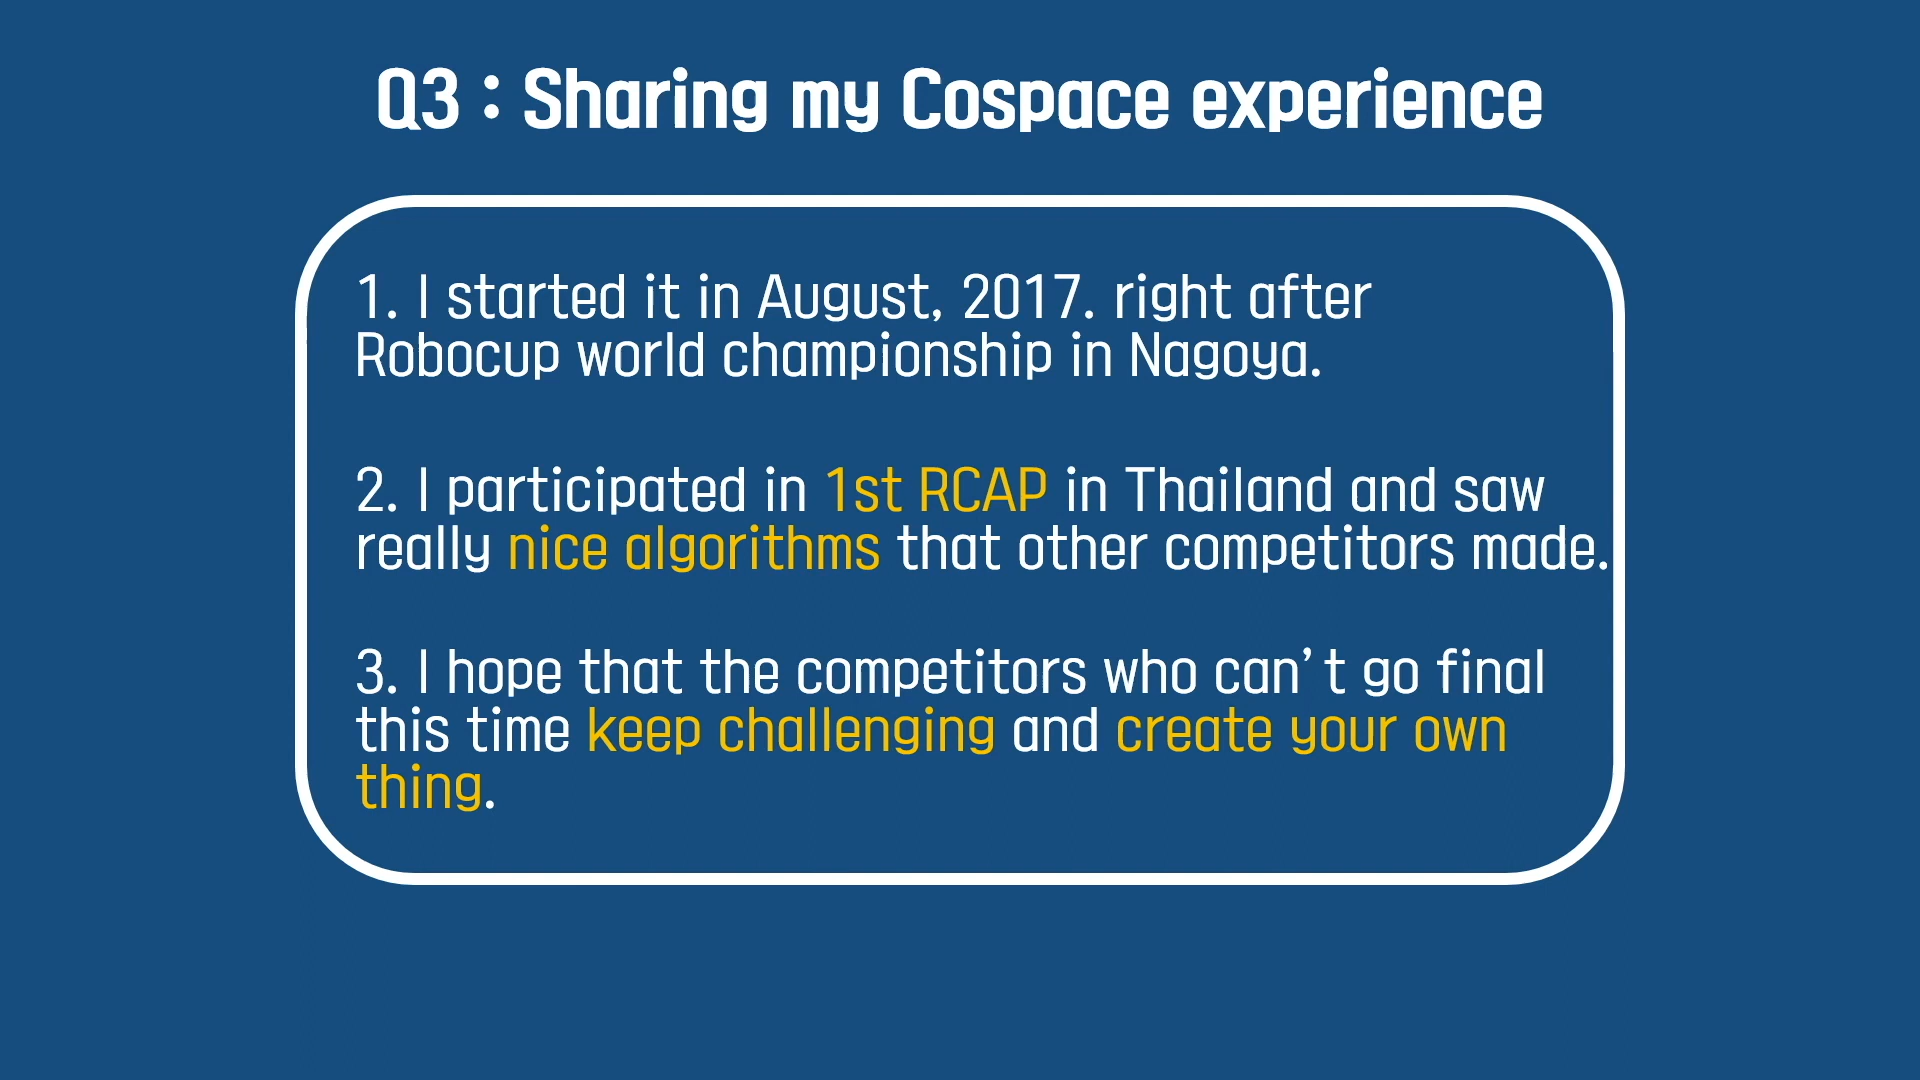 Q3 : Sharing my Cospace experience
1. I started it in August, 2017. right after
Robocup world championship in Nagoya.
2. I participated in 1st RCAP in Thailand and saw
really nice algorithms that other competitors made.
3. I hope that the competitors who can’t go final
this time keep challenging and create your own
thing.